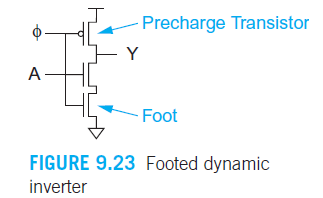 Precharge Transistor
ϕ
Y
A
Foot
FIGURE 9.23 Footed dynamic
inverter